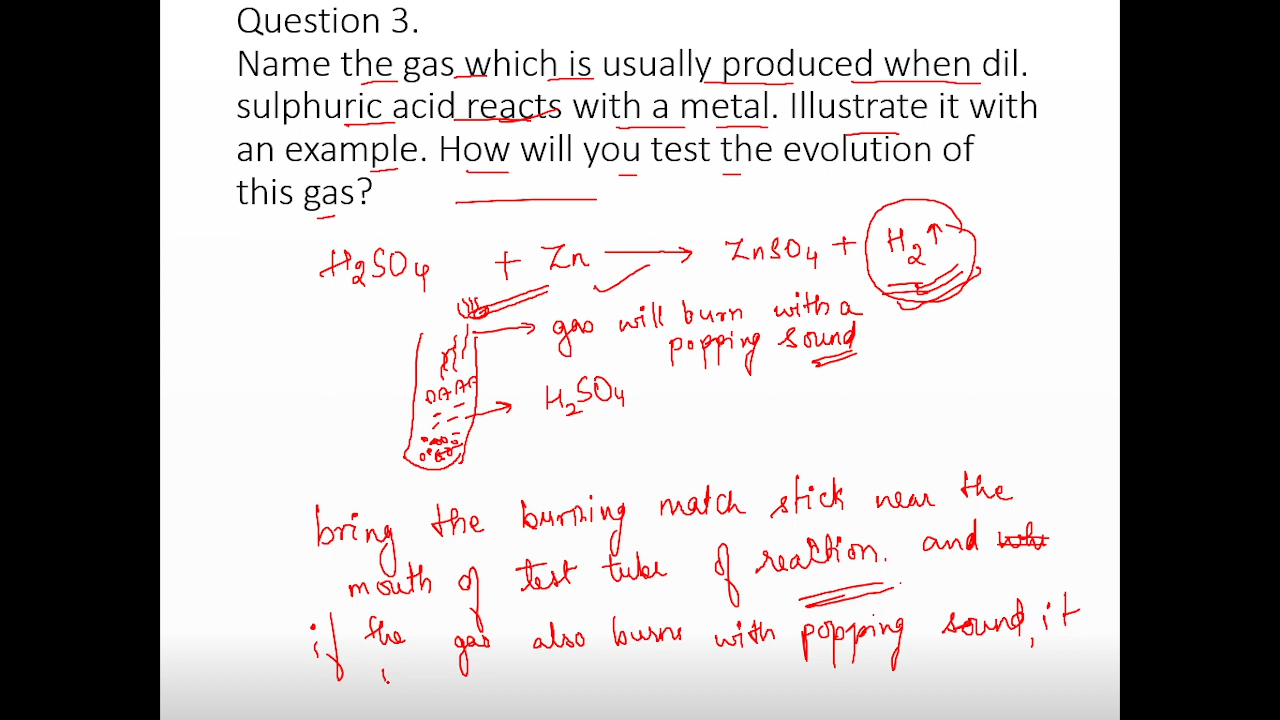 Question 3.
Name the gas which is usually produced when dil.
sulphuric acid reacts with a metal. Illustrate it with
an example. How will you test the evolution of
this gas?
H₂SO₄ + Zn ⟶ ZnSO₄ + H₂↑
→ gas will burn with a
popping sound
→ H₂SO₄
bring the burning match stick near the
mouth of test tube of reaction. and
if the gas also burns with popping sound, it